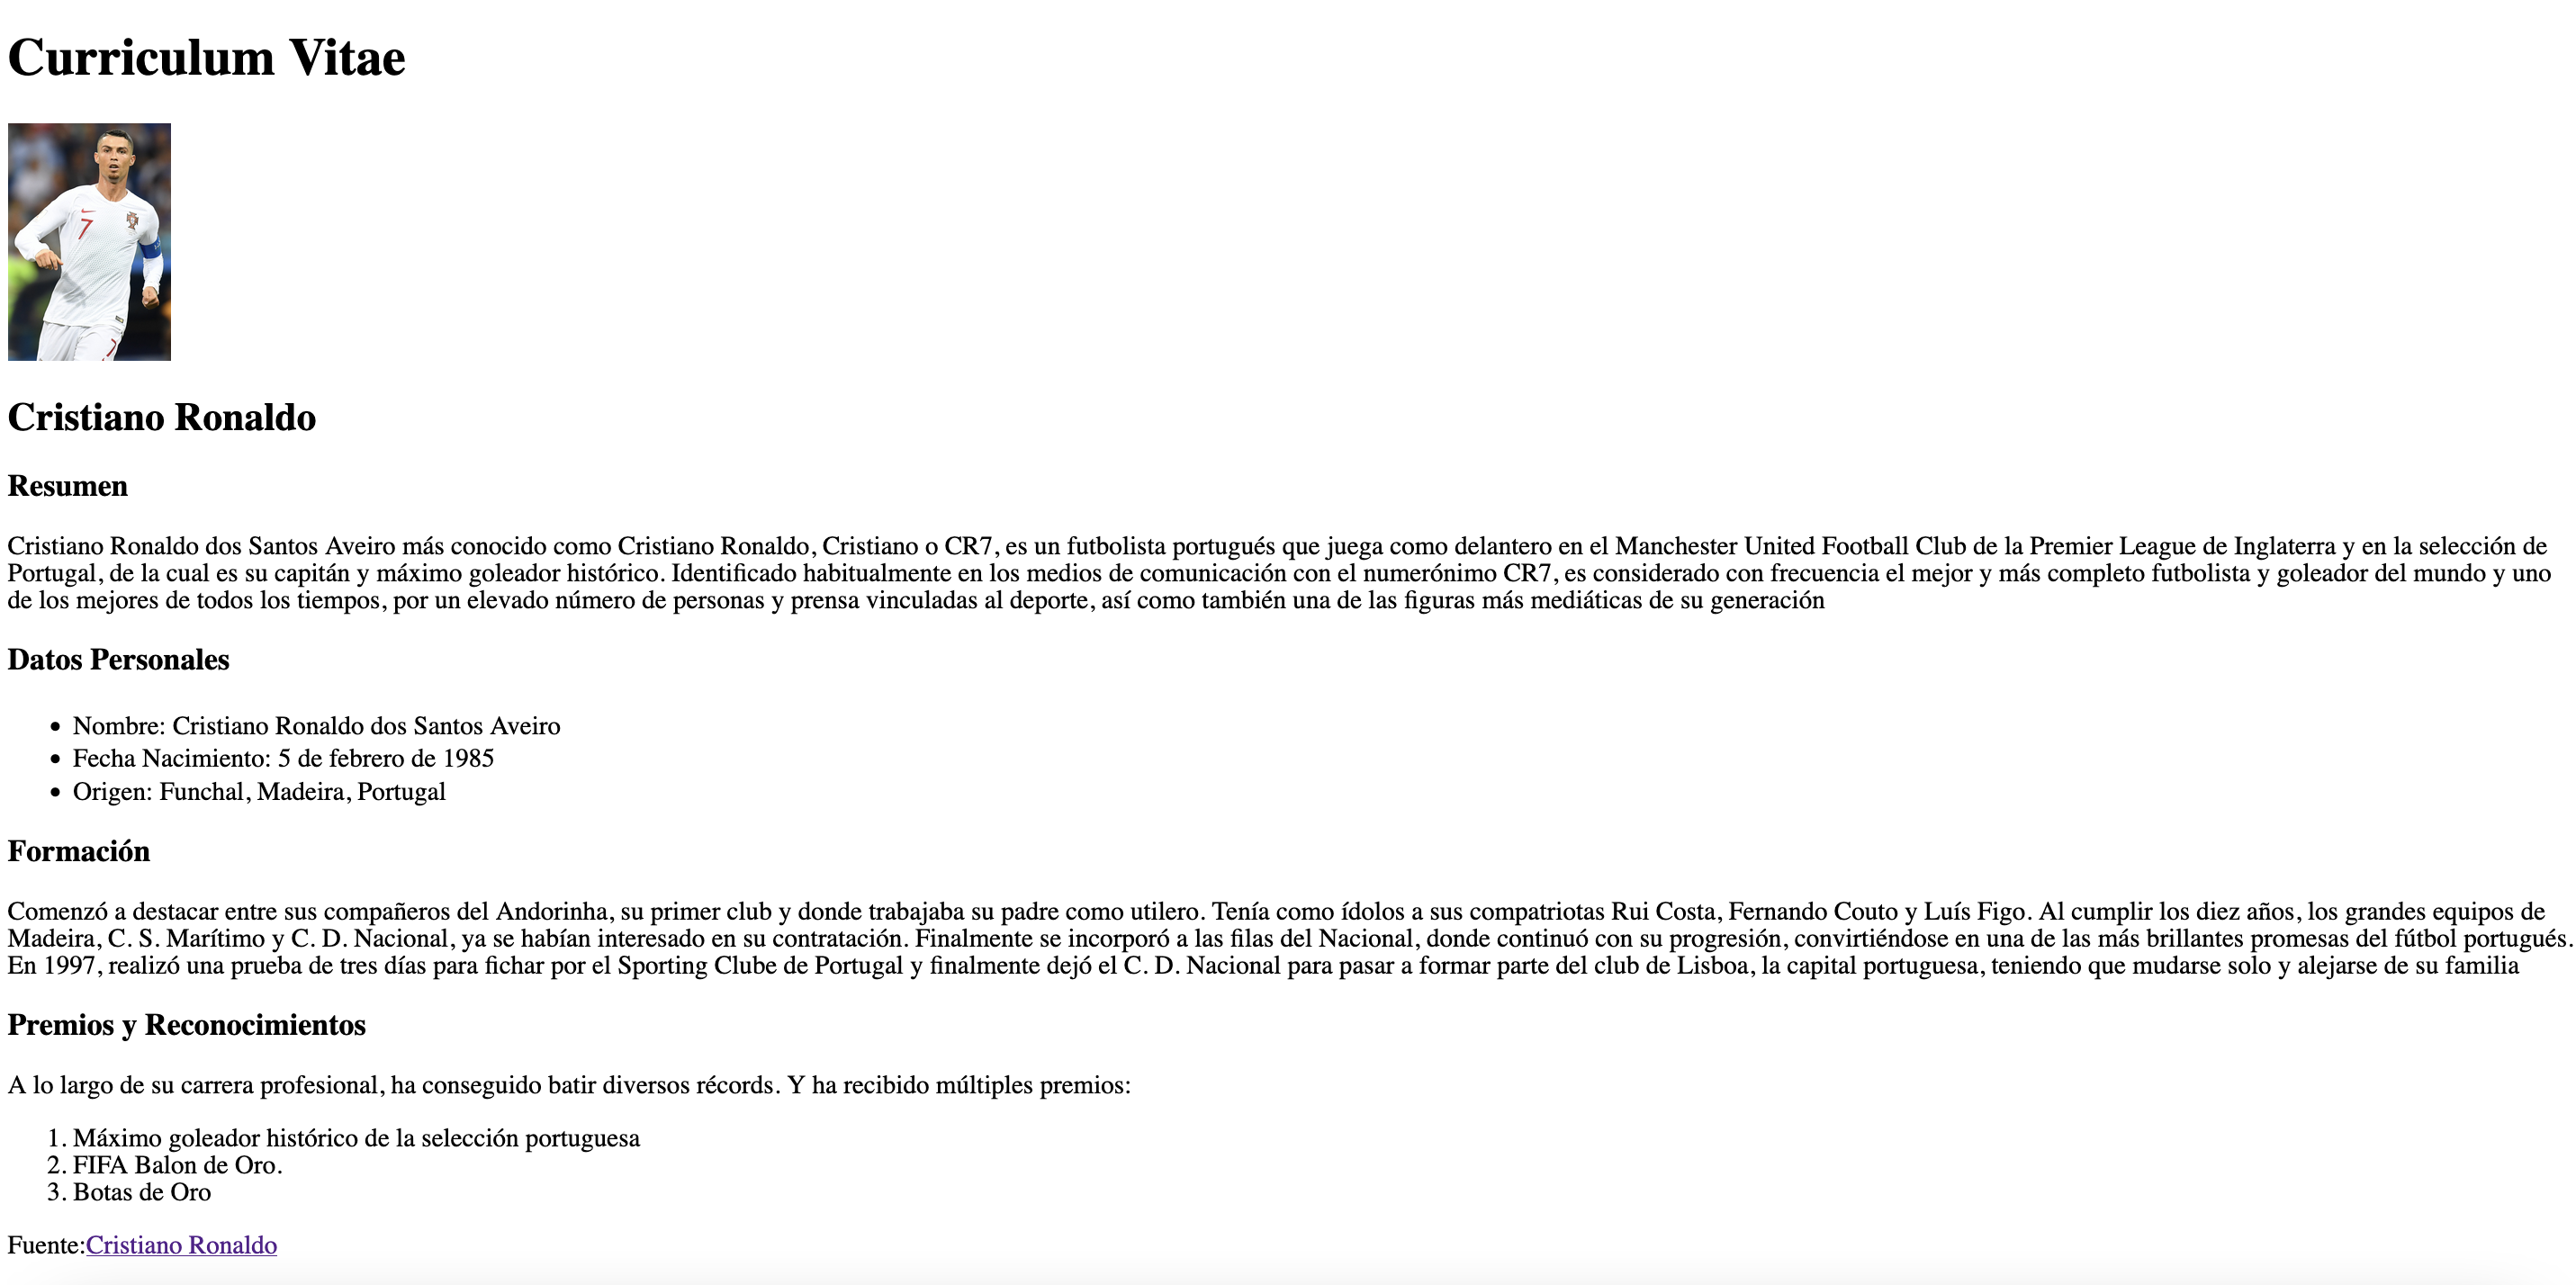 Curriculum Vitae
7
7
Cristiano Ronaldo
Resumen
Cristiano Ronaldo dos Santos Aveiro más conocido como Cristiano Ronaldo, Cristiano o CR7, es un futbolista portugués que juega como delantero en el Manchester United Football Club de la Premier League de Inglaterra y en la selección de
Portugal, de la cual es su capitán y máximo goleador histórico. Identificado habitualmente en los medios de comunicación con el numerónimo CR7, es considerado con frecuencia el mejor y más completo futbolista y goleador del mundo y uno
de los mejores de todos los tiempos, por un elevado número de personas y prensa vinculadas al deporte, así como también una de las figuras más mediáticas de su generación
Datos Personales
• Nombre: Cristiano Ronaldo dos Santos Aveiro
• Fecha Nacimiento: 5 de febrero de 1985
• Origen: Funchal, Madeira, Portugal
Formación
Comenzó a destacar entre sus compañeros del Andorinha, su primer club y donde trabajaba su padre como utilero. Tenía como ídolos a sus compatriotas Rui Costa, Fernando Couto y Luís Figo. Al cumplir los diez años, los grandes equipos de
Madeira, C. S. Marítimo y C. D. Nacional, ya se habían interesado en su contratación. Finalmente se incorporó a las filas del Nacional, donde continuó con su progresión, convirtiéndose en una de las más brillantes promesas del fútbol portugués.
En 1997, realizó una prueba de tres días para fichar por el Sporting Clube de Portugal y finalmente dejó el C. D. Nacional para pasar a formar parte del club de Lisboa, la capital portuguesa, teniendo que mudarse solo y alejarse de su familia
Premios y Reconocimientos
A lo largo de su carrera profesional, ha conseguido batir diversos récords. Y ha recibido múltiples premios:
1. Máximo goleador histórico de la selección portuguesa
2. FIFA Balon de Oro.
3. Botas de Oro
Fuente:Cristiano Ronaldo